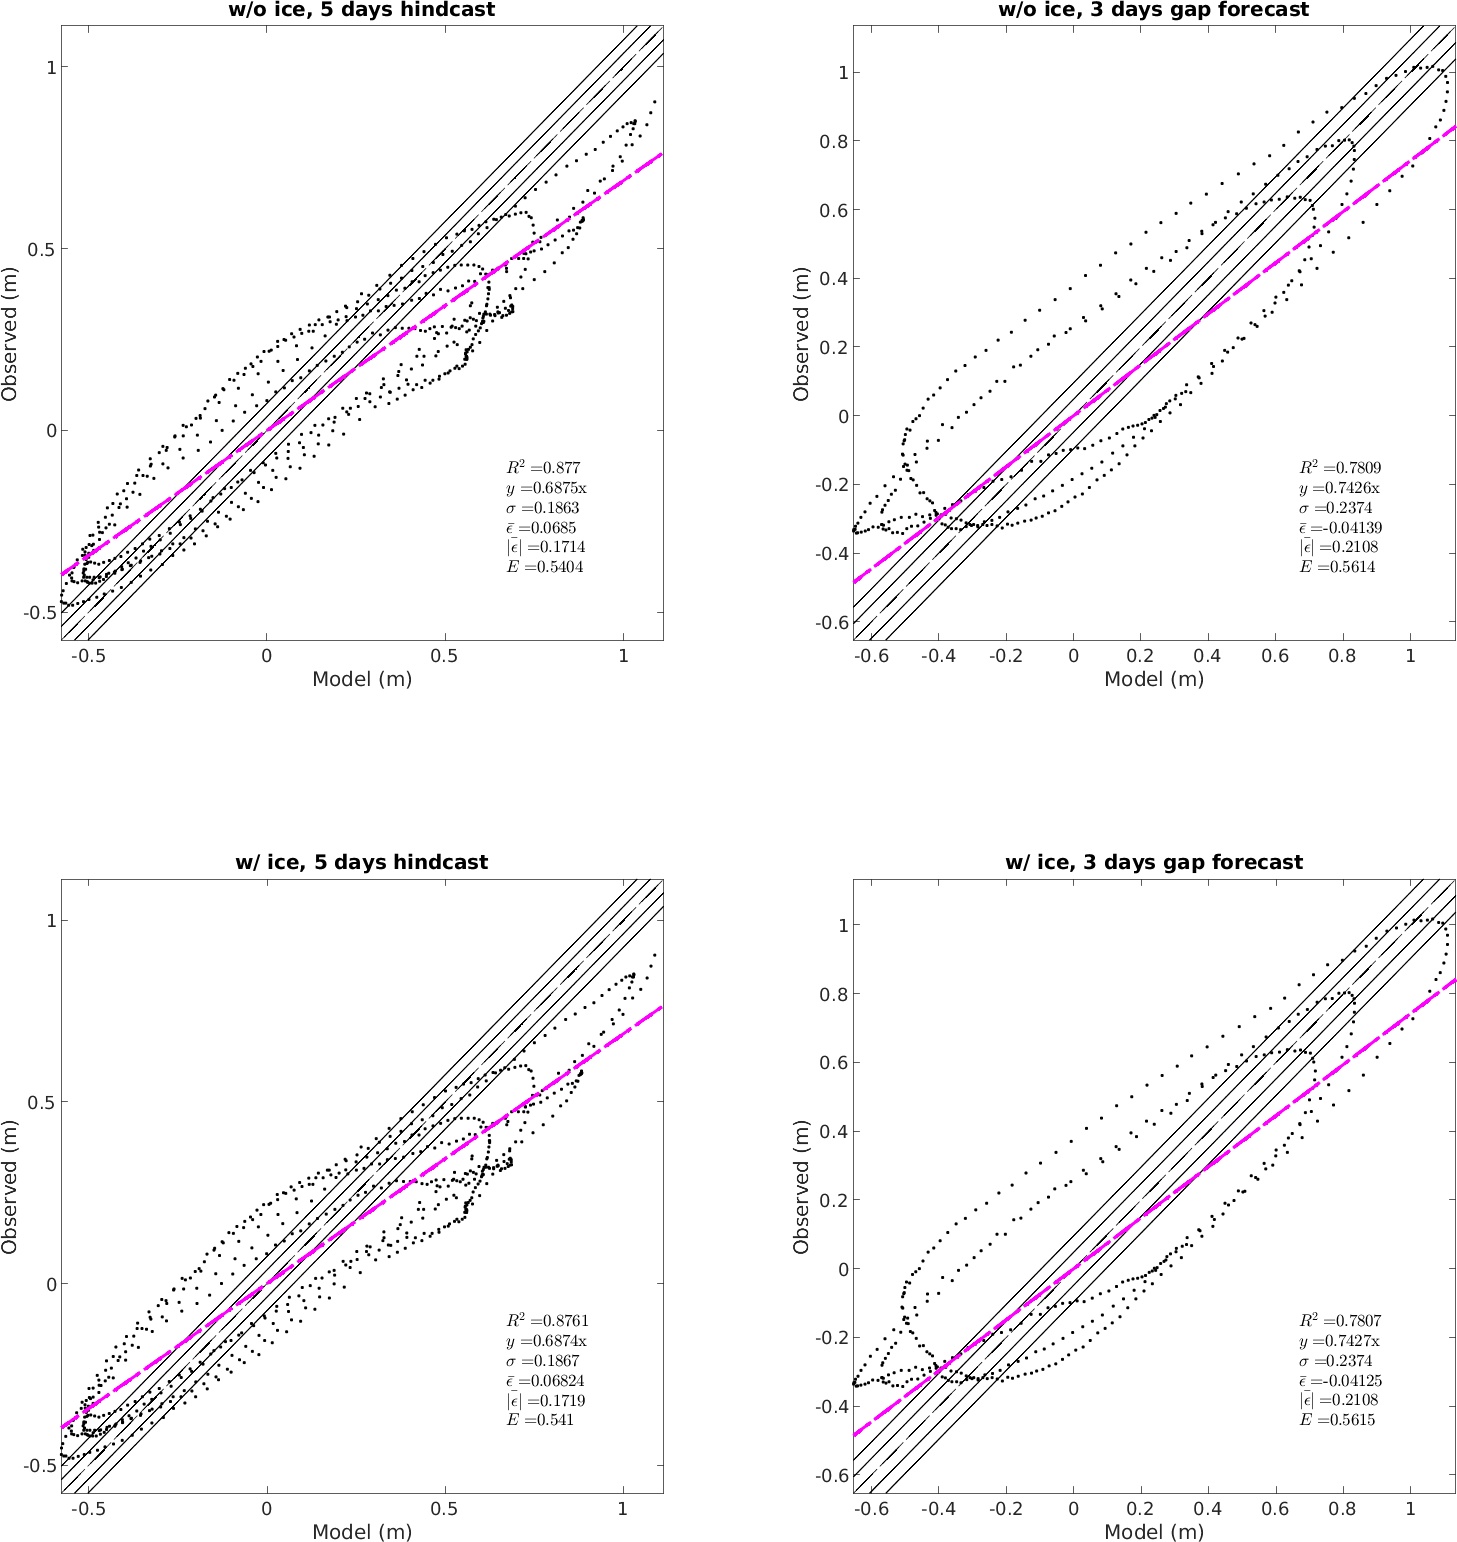 w/o ice, 5 days hindcast
1
0.5
0
-0.5
-0.5
0
0.5
1
Observed (m)
Model (m)
R² =0.877
y =0.6875x
σ =0.1863
ϵ̄ =0.0685
|ϵ̄| =0.1714
E =0.5404
w/o ice, 3 days gap forecast
1
0.8
0.6
0.4
0.2
0
-0.2
-0.4
-0.6
-0.6
-0.4
-0.2
0
0.2
0.4
0.6
0.8
1
Observed (m)
Model (m)
R² =0.7809
y =0.7426x
σ =0.2374
ϵ̄ =-0.04139
|ϵ̄| =0.2108
E =0.5614
w/ ice, 5 days hindcast
1
0.5
0
-0.5
-0.5
0
0.5
1
Observed (m)
Model (m)
R² =0.8761
y =0.6874x
σ =0.1867
ϵ̄ =0.06824
|ϵ̄| =0.1719
E =0.541
w/ ice, 3 days gap forecast
1
0.8
0.6
0.4
0.2
0
-0.2
-0.4
-0.6
-0.6
-0.4
-0.2
0
0.2
0.4
0.6
0.8
1
Observed (m)
Model (m)
R² =0.7807
y =0.7427x
σ =0.2374
ϵ̄ =-0.04125
|ϵ̄| =0.2108
E =0.5615